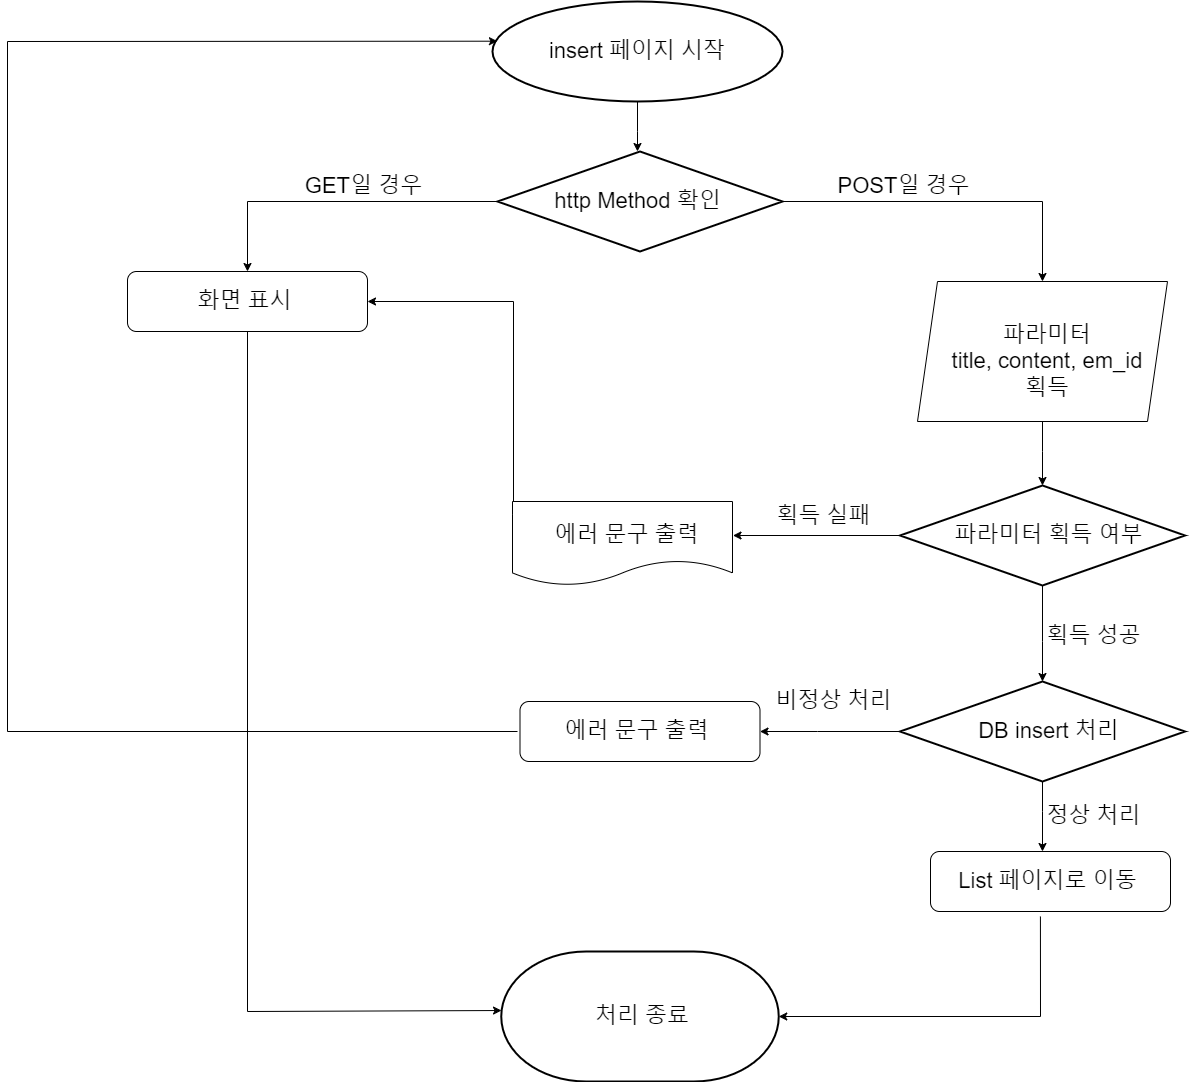 insert 페이지 시작
GET일 경우
http Method 확인
POST일 경우
화면 표시
파라미터
title, content, em_id
획득
에러 문구 출력
획득 실패
파라미터 획득 여부
획득 성공
에러 문구 출력
비정상 처리
DB insert 처리
정상 처리
List 페이지로 이동
처리 종료